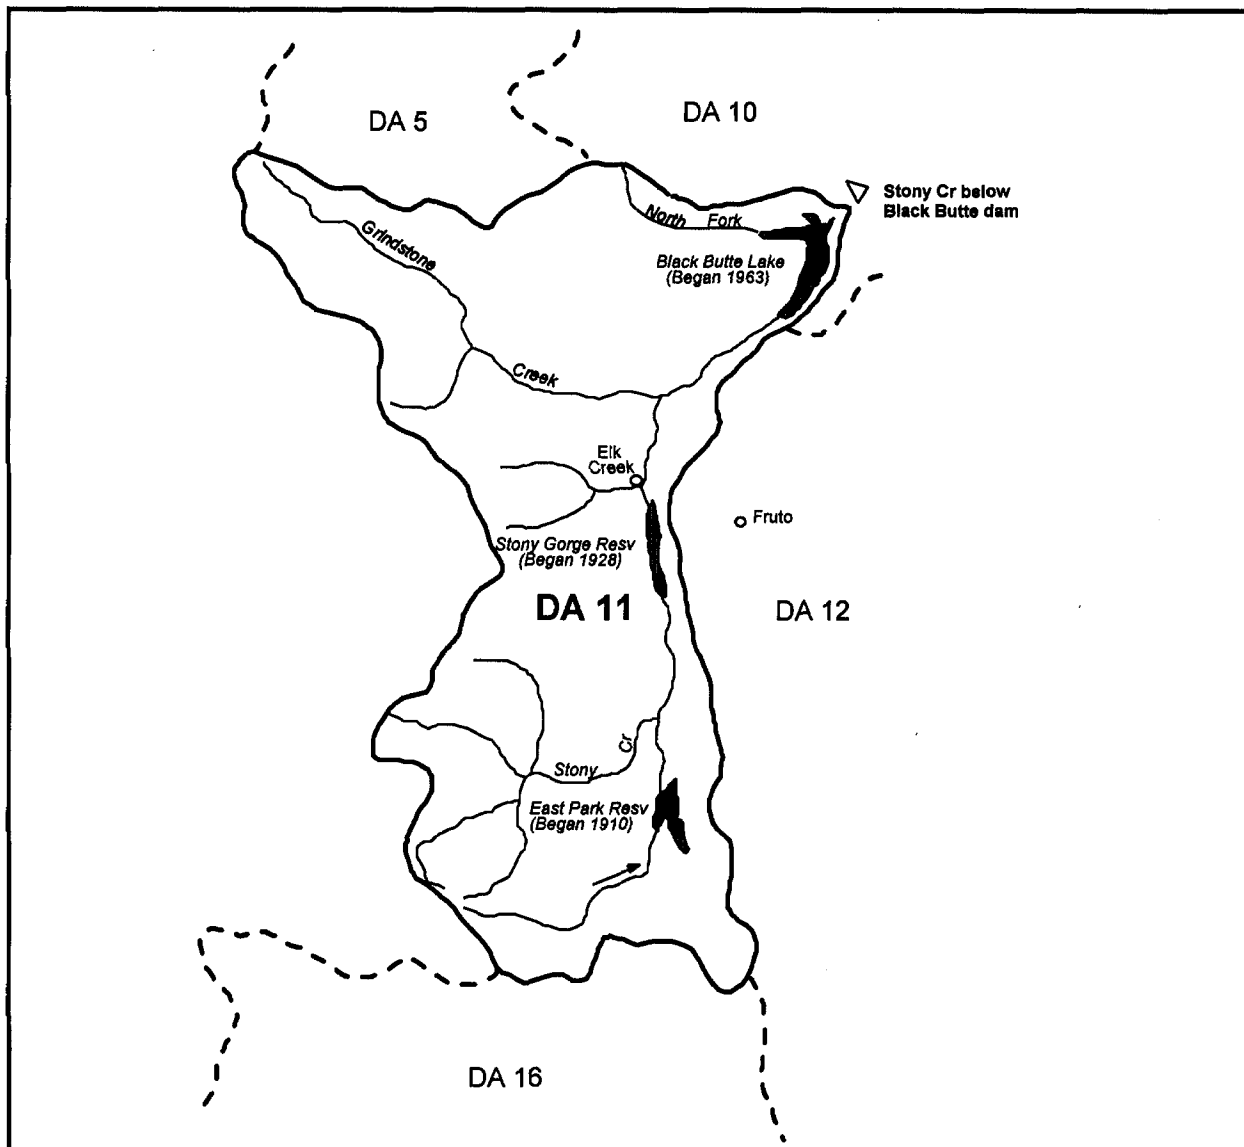 DA 5
DA 10
Stony Cr below
Black Butte dam
North Fork
Grindstone
Black Butte Lake
(Began 1963)
Creek
Elk
Creek
Fruto
Stony Gorge Resv
(Began 1928)
DA 11
DA 12
Cr
Stony
East Park Resv
(Began 1910)
DA 16